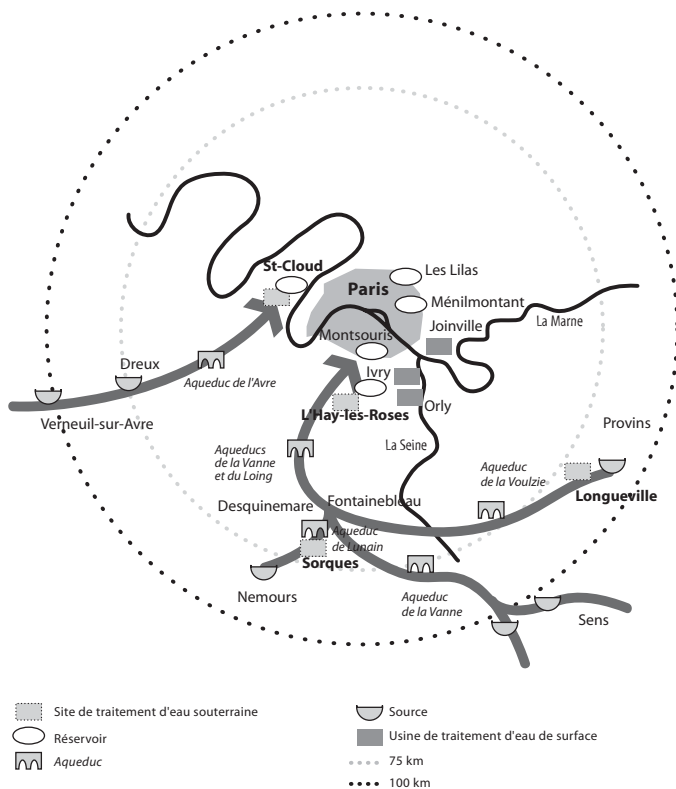 St-Cloud
Les Lilas
Paris
Ménilmontant
Joinville
La Marne
Montsouris
Dreux
Ivry
Aqueduc de l'Avre
Orly
L'Hay-les-Roses
Verneuil-sur-Avre
Provins
La Seine
Aqueducs
de la Vanne
et du Loing
Aqueduc
de la Voulzie
Longueville
Desquinemare
Fontainebleau
Aqueduc
de Lunain
Sorques
Nemours
Aqueduc
de la Vanne
Sens
Site de traitement d'eau souterraine
Réservoir
Aqueduc
Source
Usine de traitement d'eau de surface
75 km
100 km